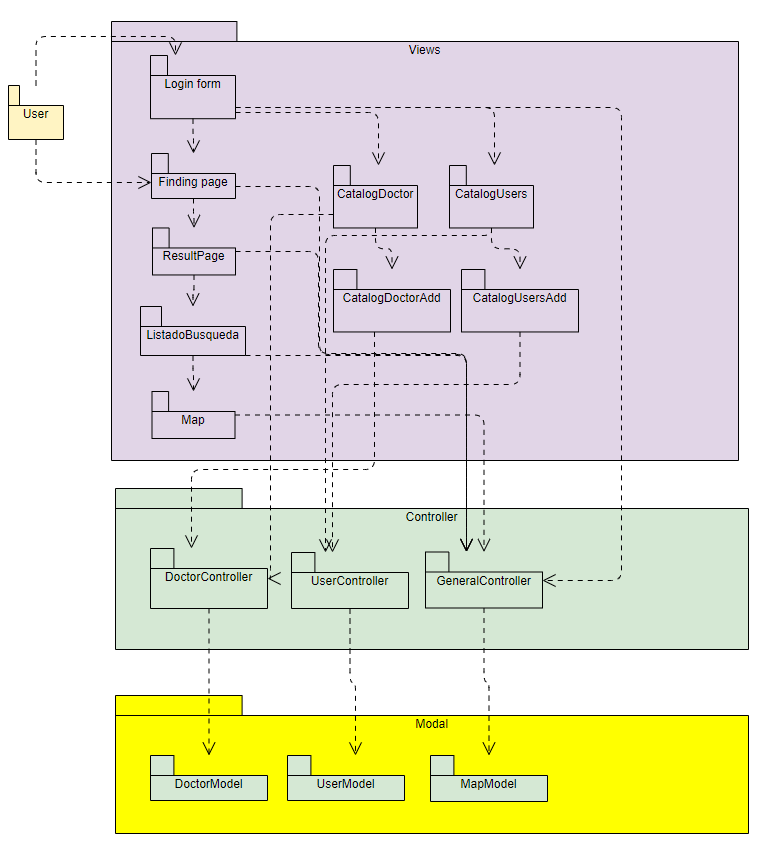 Views
Login form
User
Finding page
CatalogDoctor
CatalogUsers
ResultPage
CatalogDoctorAdd
CatalogUsersAdd
ListadoBusqueda
Map
Controller
DoctorController
UserController
GeneralController
Modal
DoctorModel
UserModel
MapModel